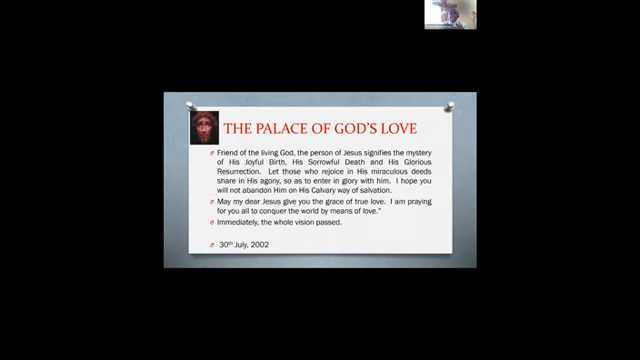 THE PALACE OF GOD'S LOVE
Friend of the living God, the person of Jesus signifies the mystery
of His Joyful Birth, His Sorrowful Death and His Glorious
Resurrection. Let those who rejoice in His miraculous deeds
share in His agony, so as to enter in glory with him. I hope you
will not abandon Him on His Calvary way of salvation.
May my dear Jesus give you the grace of true love. I am praying
for you all to conquer the world by means of love."
Immediately, the whole vision passed.
30th July, 2002